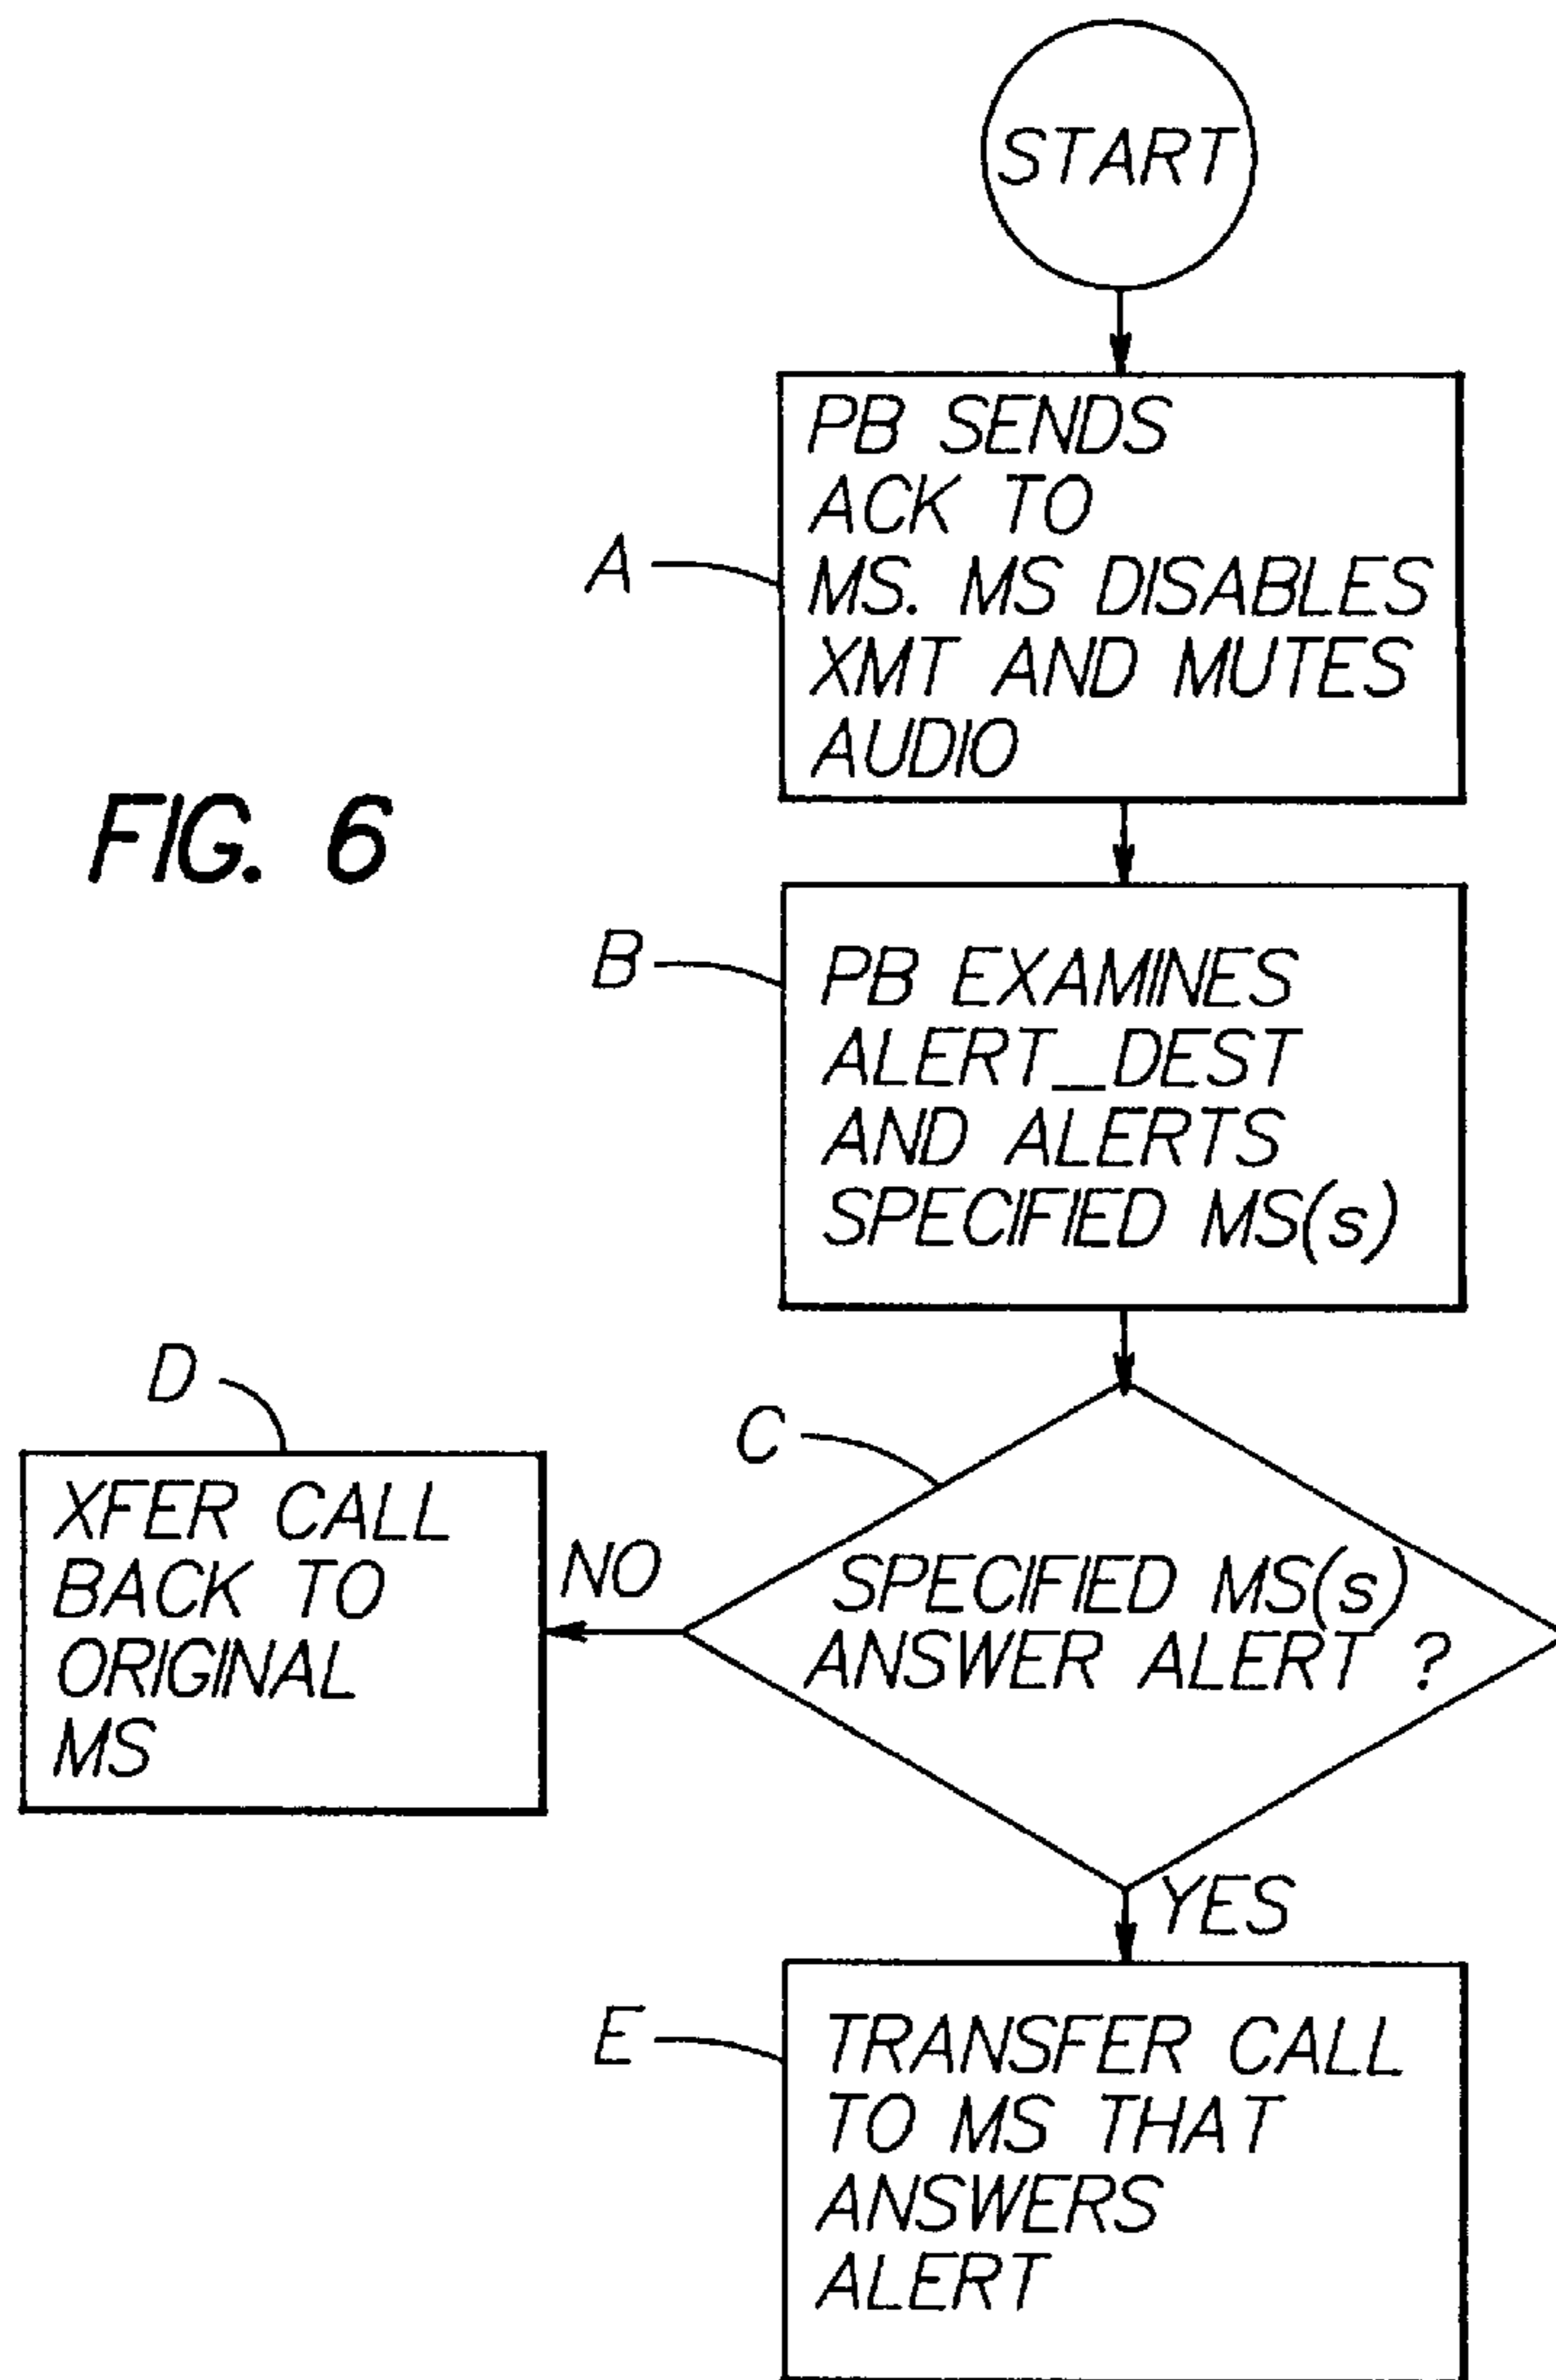 START
PB SENDS
ACK TO
MS. MS DISABLES
XMT AND MUTES
AUDIO
A
FIG. 6
B
PB EXAMINES
ALERT_DEST
AND ALERTS
SPECIFIED MS(s)
D
C
XFER CALL
BACK TO
ORIGINAL
MS
NO
SPECIFIED MS(s)
ANSWER ALERT ?
YES
E
TRANSFER CALL
TO MS THAT
ANSWERS
ALERT